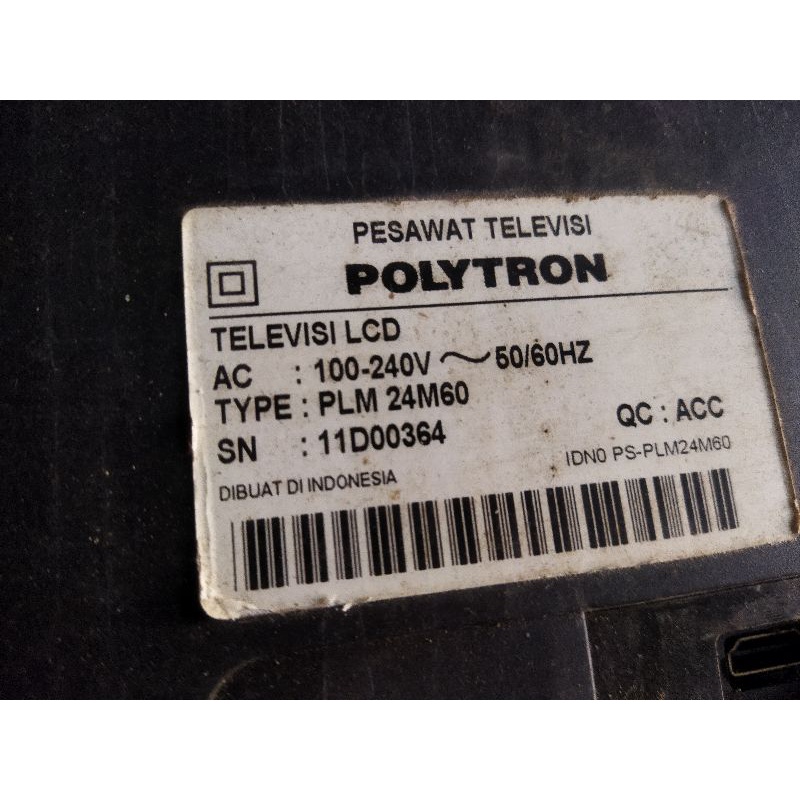 PESAWAT TELEVISI
POLYTRON
TELEVISI LCD
AC : 100-240V ~ 50/60HZ
TYPE : PLM 24M60
SN : 11D00364
QC : ACC
DIBUAT DI INDONESIA
IDN0 PS-PLM24M60